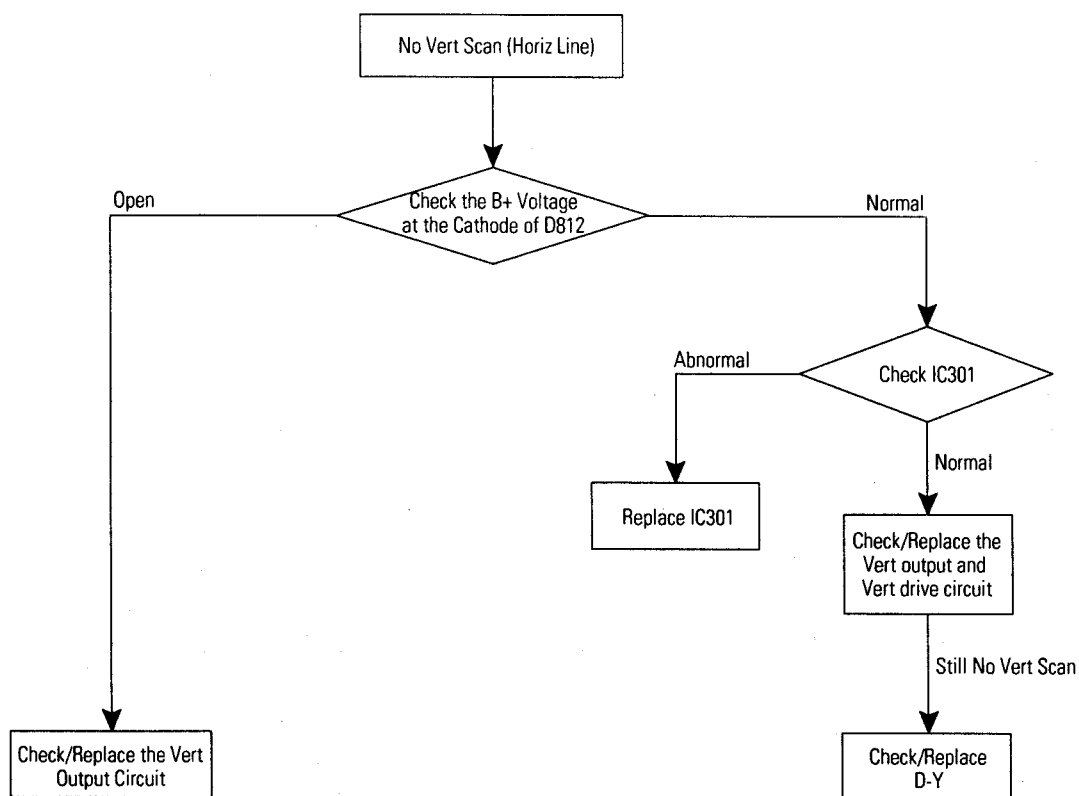 No Vert Scan (Horiz Line)
Check the B+ Voltage
at the Cathode of D812
Open
Normal
Check IC301
Abnormal
Normal
Replace IC301
Check/Replace the
Vert output and
Vert drive circuit
Still No Vert Scan
Check/Replace the Vert
Output Circuit
Check/Replace
D-Y